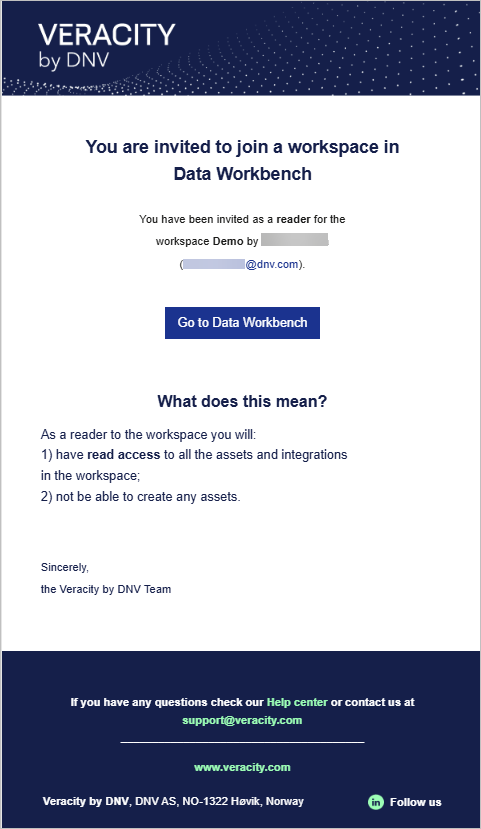 VERACITY
by DNV
You are invited to join a workspace in
Data Workbench
You have been invited as a reader for the
workspace Demo by
(@dnv.com).
Go to Data Workbench
What does this mean?
As a reader to the workspace you will:
1) have read access to all the assets and integrations
in the workspace;
2) not be able to create any assets.
Sincerely,
the Veracity by DNV Team
If you have any questions check our Help center or contact us at
support@veracity.com
www.veracity.com
Veracity by DNV, DNV AS, NO-1322 Høvik, Norway
in Follow us